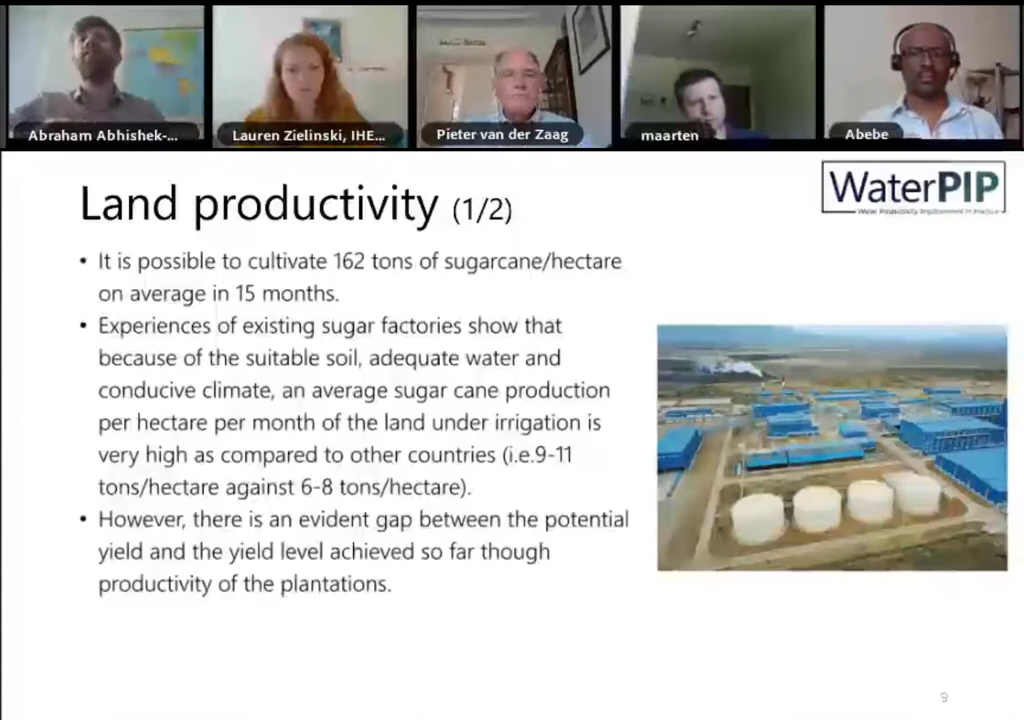 Abraham Abhishek-...
Lauren Zielinski, IHE...
Pieter van der Zaag
maarten
Abebe
WaterPIP
Water Productivity Improvement in Practice
Land productivity (1/2)
• It is possible to cultivate 162 tons of sugarcane/hectare
on average in 15 months.
• Experiences of existing sugar factories show that
because of the suitable soil, adequate water and
conducive climate, an average sugar cane production
per hectare per month of the land under irrigation is
very high as compared to other countries (i.e.9-11
tons/hectare against 6-8 tons/hectare).
• However, there is an evident gap between the potential
yield and the yield level achieved so far though
productivity of the plantations.
9